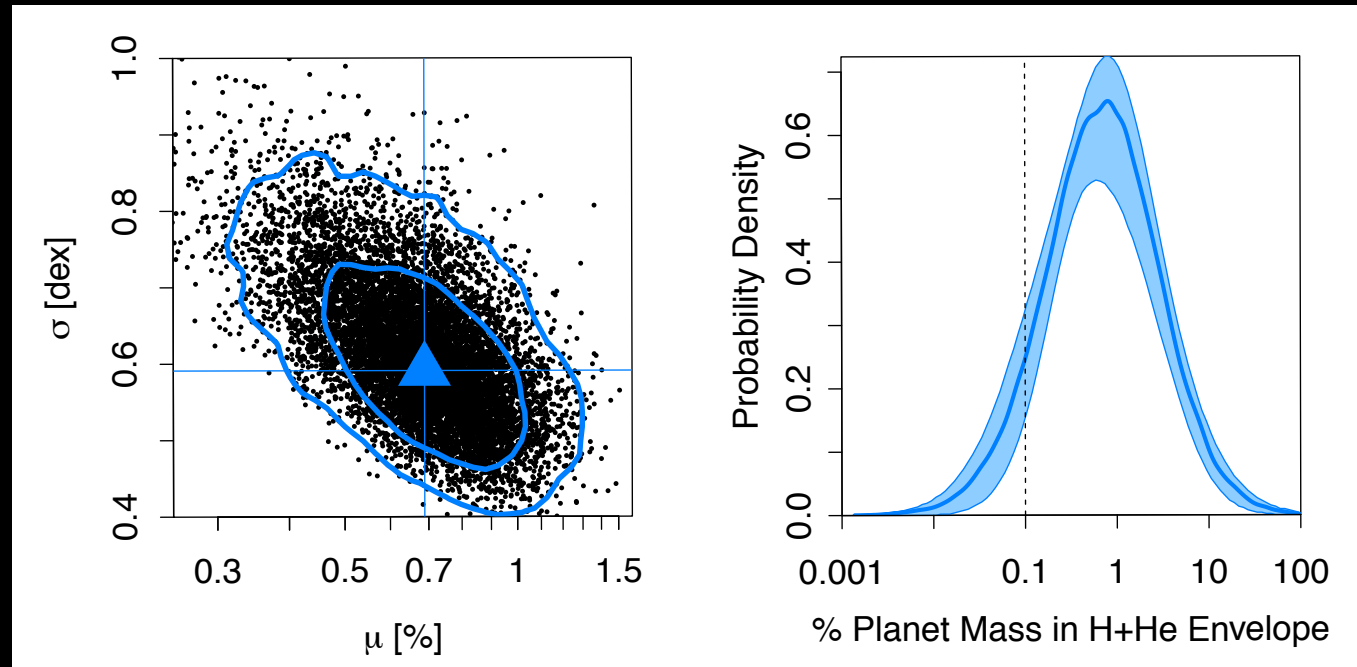 1.0
0.8
0.6
0.4
σ [dex]
0.3 0.5 0.7 1 1.5
μ [%]
0.6
0.4
0.2
0.0
Probability Density
0.001 0.1 1 10 100
% Planet Mass in H+He Envelope